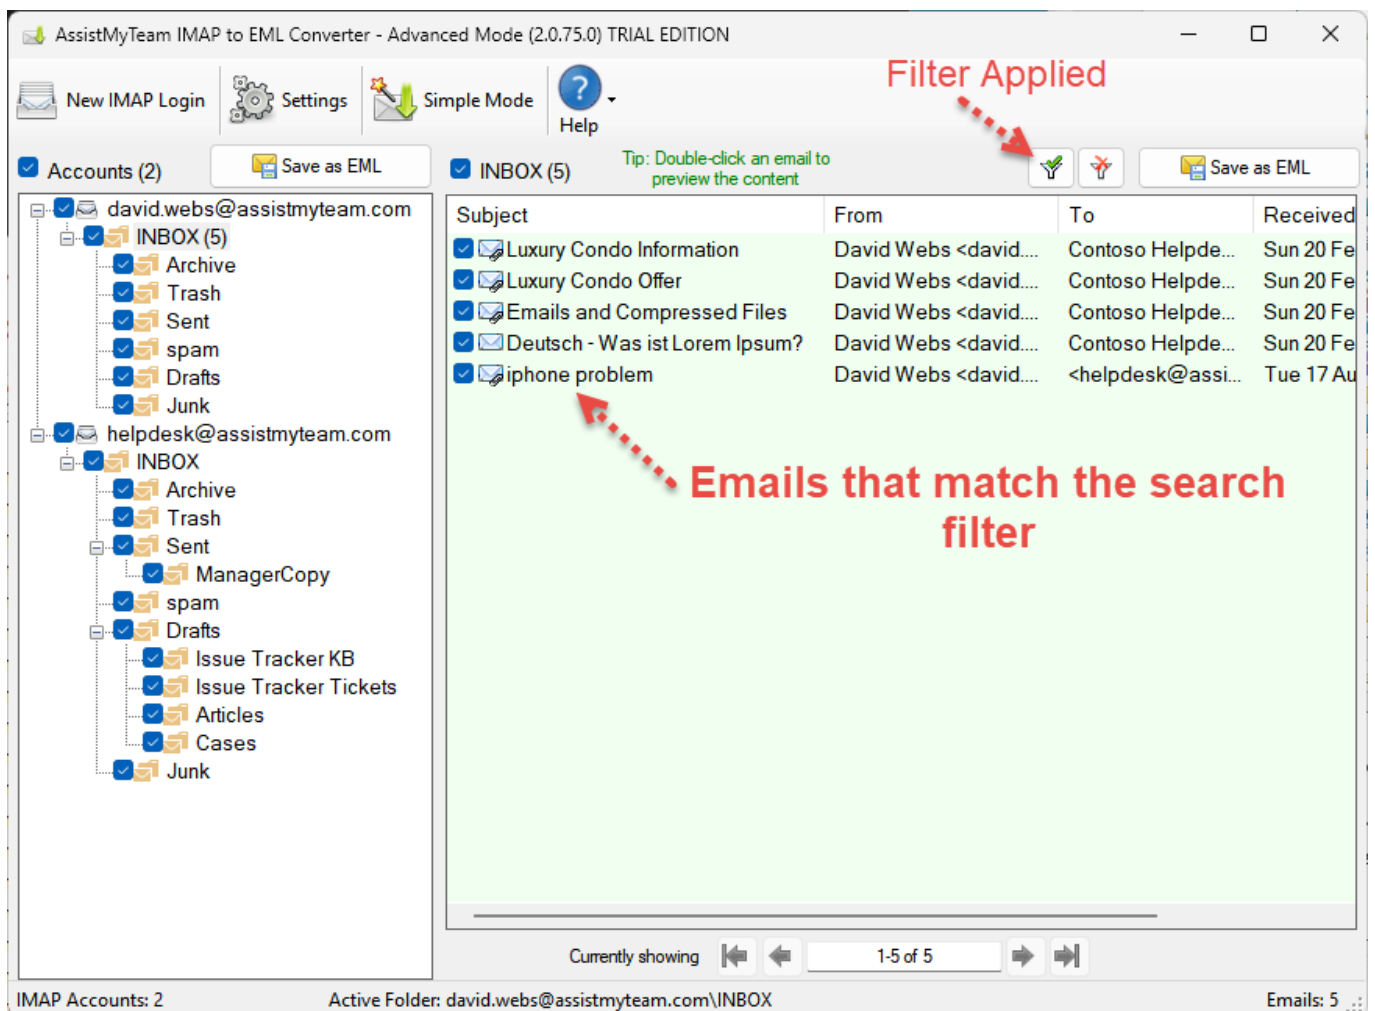 AssistMyTeam IMAP to EML Converter - Advanced Mode (2.0.75.0) TRIAL EDITION
Filter Applied
New IMAP Login
Settings
Simple Mode
?
Help
Accounts (2)
Save as EML
INBOX (5)
Tip: Double-click an email to
preview the content
Save as EML
david.webs@assistmyteam.com
INBOX (5)
Archive
Trash
Sent
spam
Drafts
Junk
helpdesk@assistmyteam.com
INBOX
Archive
Trash
Sent
ManagerCopy
spam
Drafts
Issue Tracker KB
Issue Tracker Tickets
Articles
Cases
Junk
Subject From To Received
Luxury Condo Information David Webs <david.... Contoso Helpde... Sun 20 Fe
Luxury Condo Offer David Webs <david.... Contoso Helpde... Sun 20 Fe
Emails and Compressed Files David Webs <david.... Contoso Helpde... Sun 20 Fe
Deutsch - Was ist Lorem Ipsum? David Webs <david.... Contoso Helpde... Sun 20 Fe
iphone problem David Webs <david.... <helpdesk@assi... Tue 17 Au
Emails that match the search
filter
Currently showing 1-5 of 5
IMAP Accounts: 2 Active Folder: david.webs@assistmyteam.com\INBOX Emails: 5